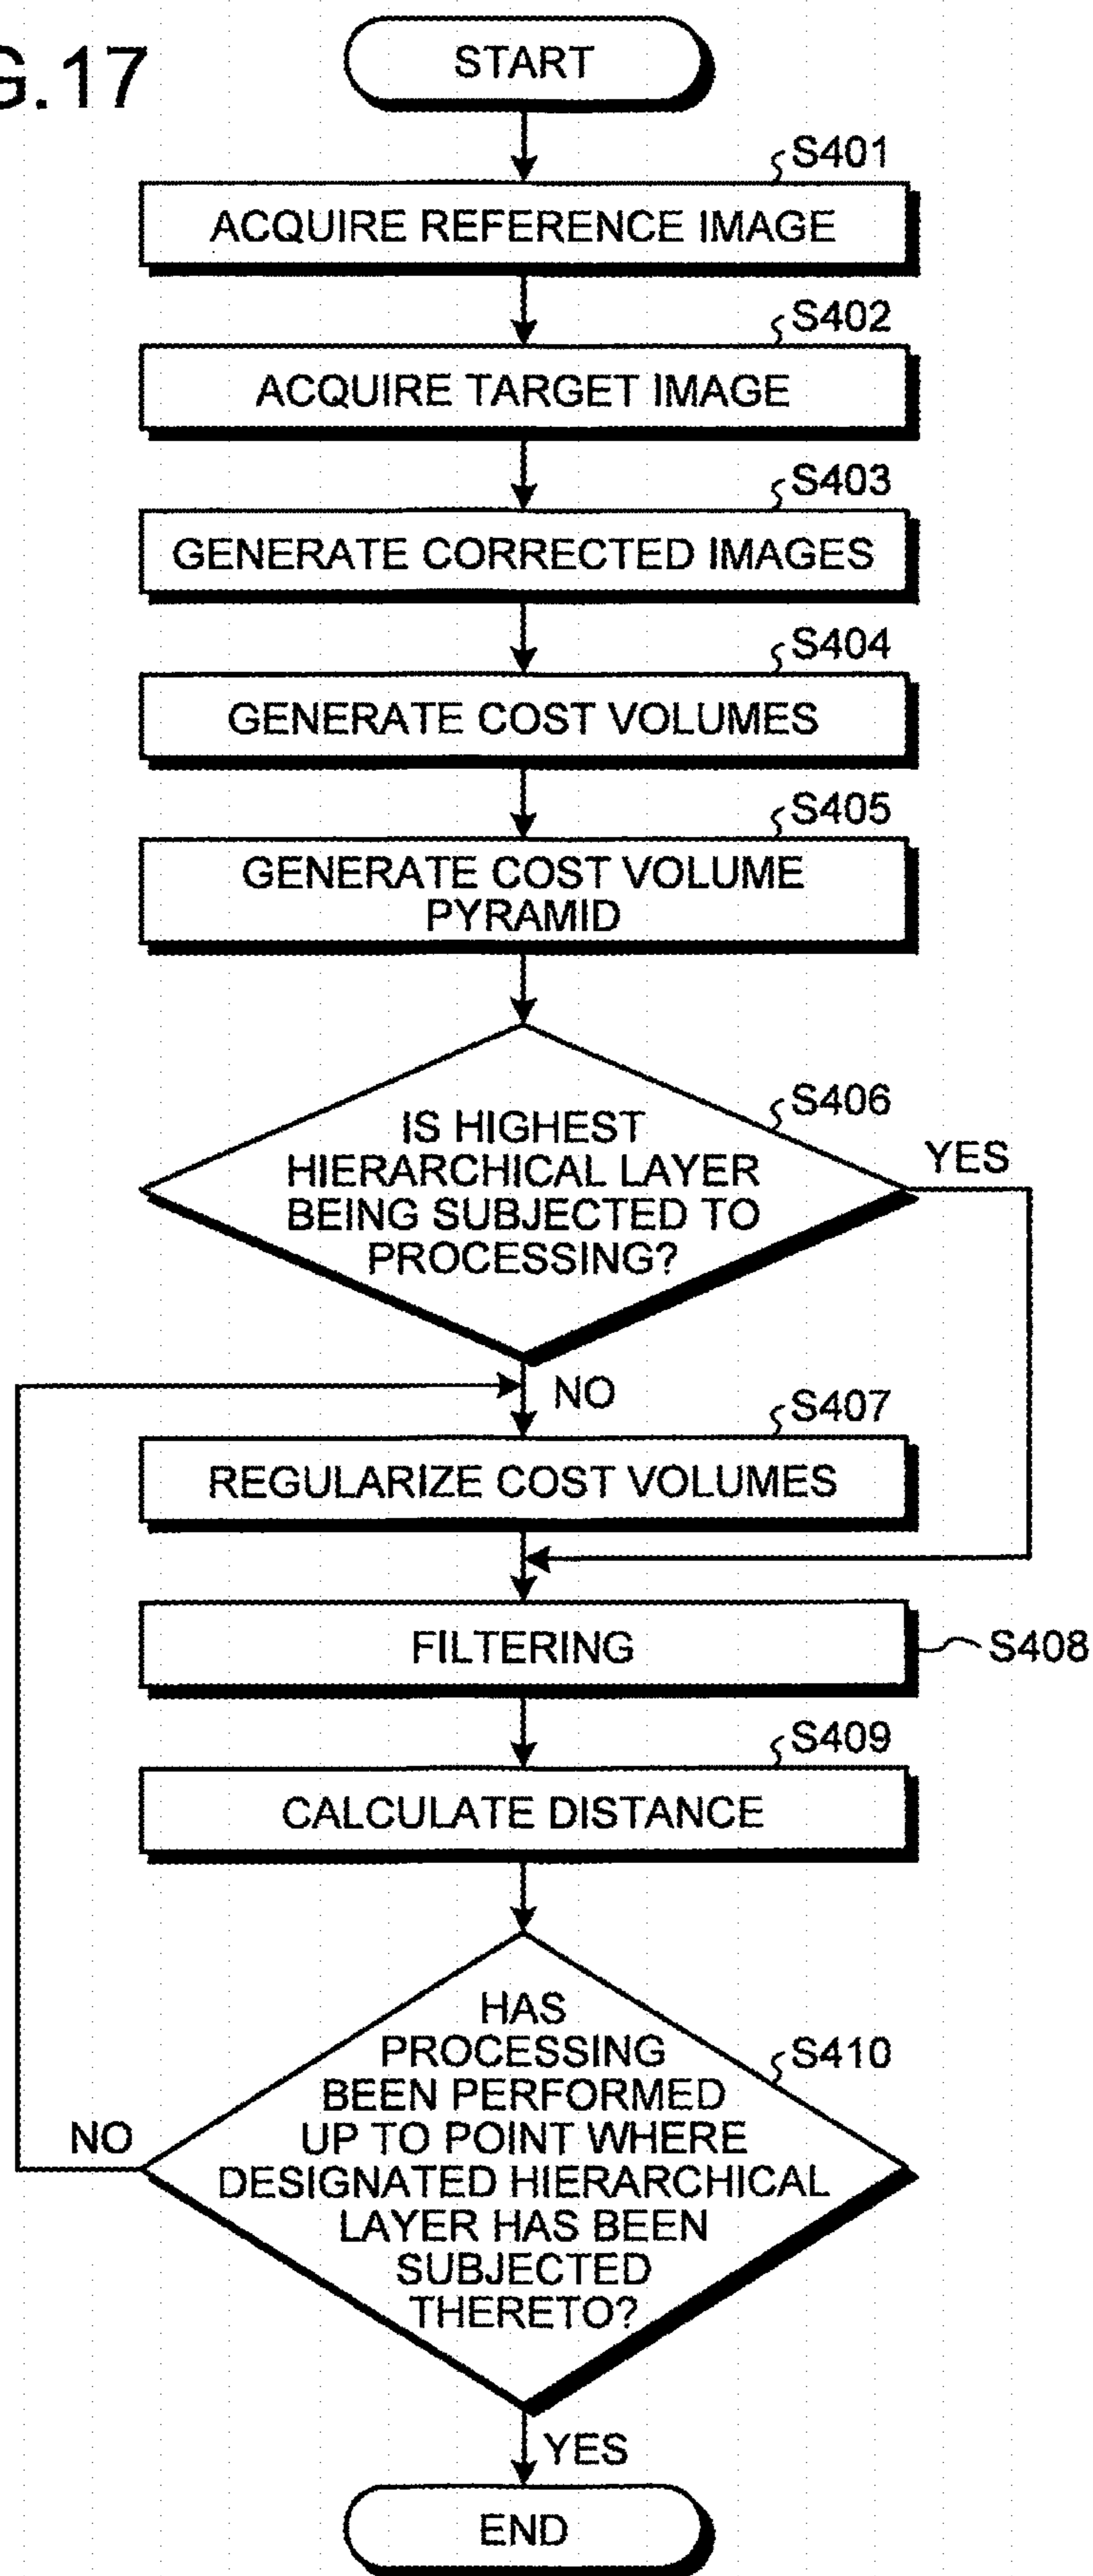 G.17
START
S401
ACQUIRE REFERENCE IMAGE
S402
ACQUIRE TARGET IMAGE
S403
GENERATE CORRECTED IMAGES
S404
GENERATE COST VOLUMES
S405
GENERATE COST VOLUME
PYRAMID
S406
IS HIGHEST
HIERARCHICAL LAYER
BEING SUBJECTED TO
PROCESSING?
YES
NO
S407
REGULARIZE COST VOLUMES
FILTERING
S408
S409
CALCULATE DISTANCE
S410
HAS
PROCESSING
BEEN PERFORMED
UP TO POINT WHERE
DESIGNATED HIERARCHICAL
LAYER HAS BEEN
SUBJECTED
THERETO?
NO
YES
END